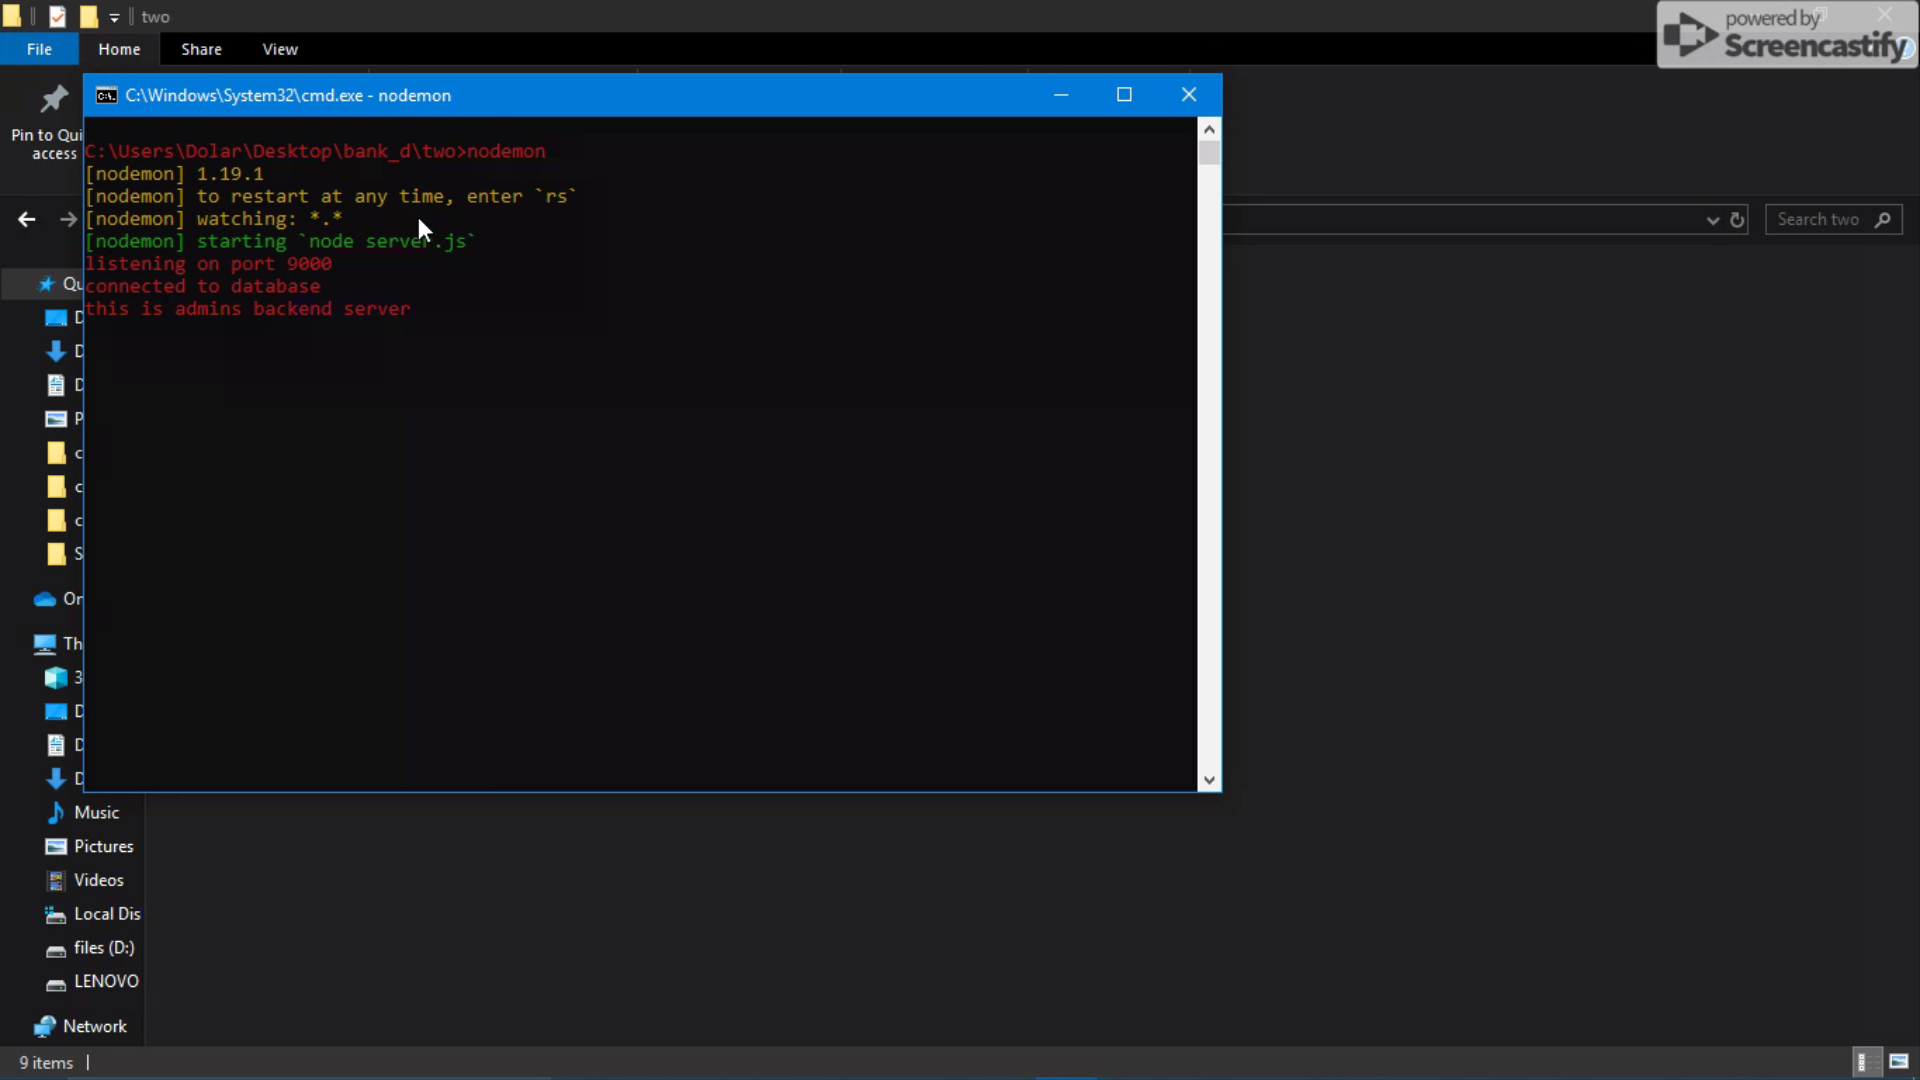 two
powered by
Screencastify
File Home Share View
C:\Windows\System32\cmd.exe - nodemon
Pin to Qui
access
C:\Users\Dolar\Desktop\bank_d\two>nodemon
[nodemon] 1.19.1
[nodemon] to restart at any time, enter `rs`
[nodemon] watching: *.*
[nodemon] starting `node server.js`
listening on port 9000
connected to database
this is admins backend server
Search two
Qu
D
D
D
P
c
c
c
S
On
Th
3
D
D
D
Music
Pictures
Videos
Local Dis
files (D:)
LENOVO
Network
9 items